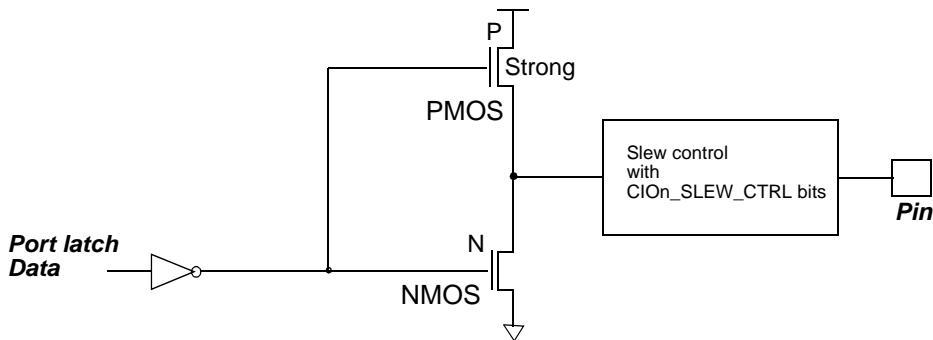 P
Strong
PMOS
Slew control
with
CIOn_SLEW_CTRL bits
Pin
Port latch
Data
N
NMOS